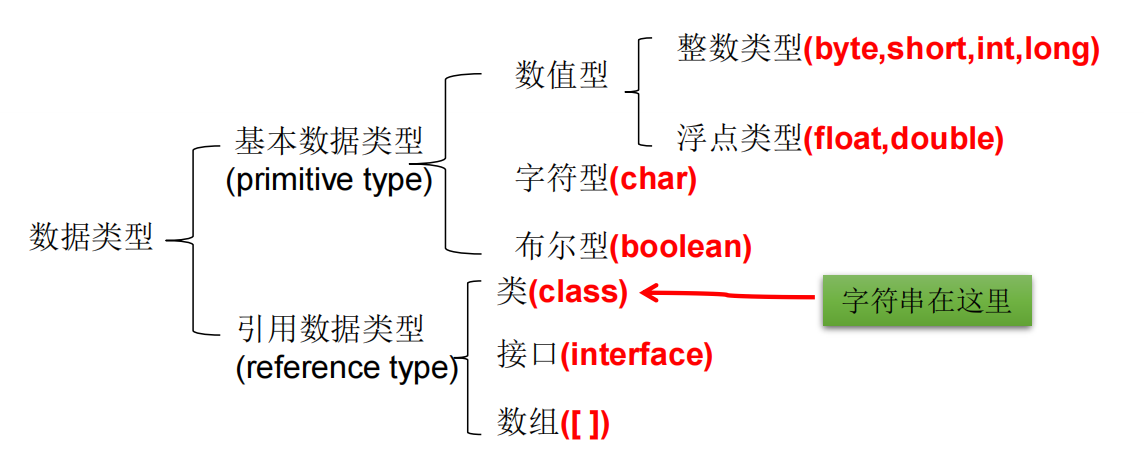 数据类型
基本数据类型
(primitive type)
数值型
整数类型(byte,short,int,long)
浮点类型(float,double)
字符型(char)
布尔型(boolean)
引用数据类型
(reference type)
类(class)
字符串在这里
接口(interface)
数组([ ])